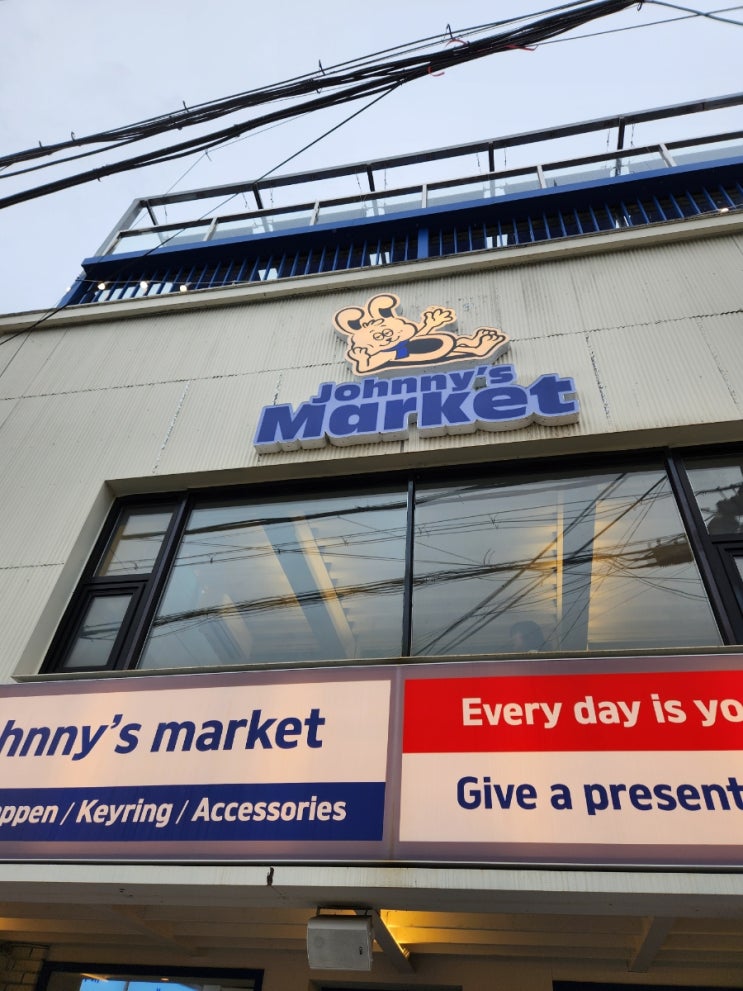 Johnny's
Market
hnny's market
ppen / Keyring / Accessories
Every day is yo
Give a present